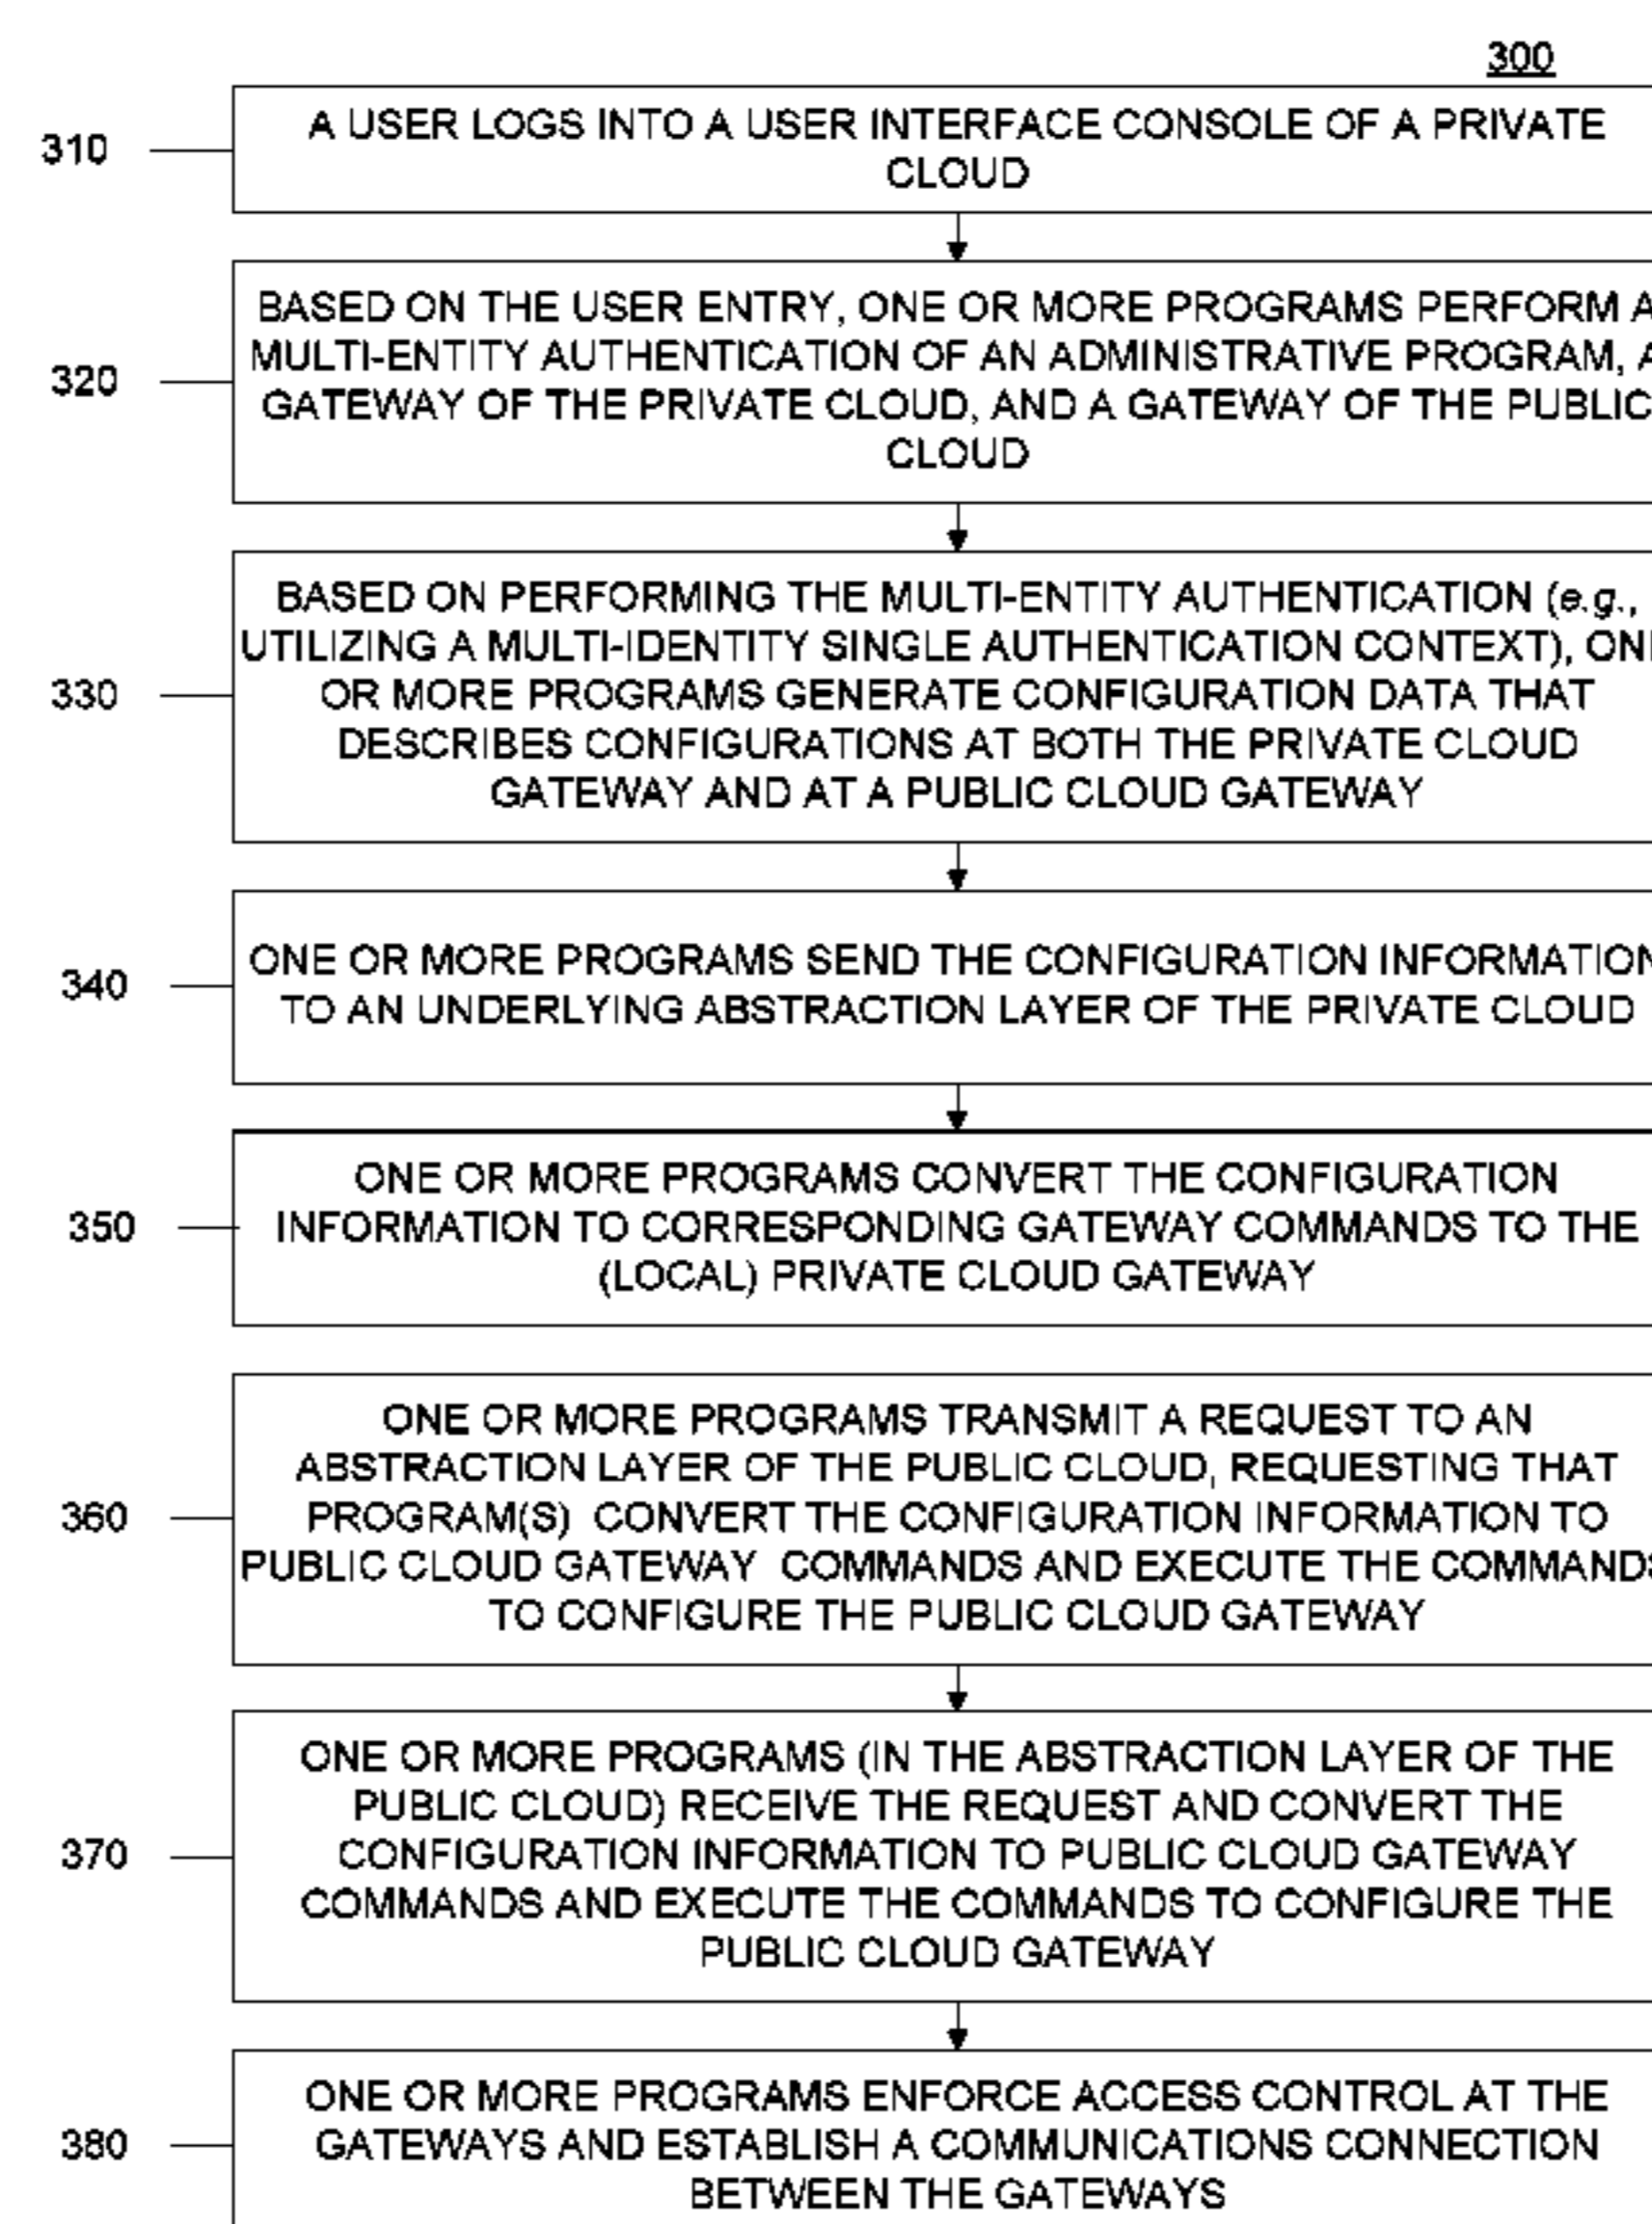 300
310
A USER LOGS INTO A USER INTERFACE CONSOLE OF A PRIVATE
CLOUD
320
BASED ON THE USER ENTRY, ONE OR MORE PROGRAMS PERFORM A
MULTI-ENTITY AUTHENTICATION OF AN ADMINISTRATIVE PROGRAM, A
GATEWAY OF THE PRIVATE CLOUD, AND A GATEWAY OF THE PUBLIC
CLOUD
330
BASED ON PERFORMING THE MULTI-ENTITY AUTHENTICATION (e.g.,
UTILIZING A MULTI-IDENTITY SINGLE AUTHENTICATION CONTEXT), ONE
OR MORE PROGRAMS GENERATE CONFIGURATION DATA THAT
DESCRIBES CONFIGURATIONS AT BOTH THE PRIVATE CLOUD
GATEWAY AND AT A PUBLIC CLOUD GATEWAY
340
ONE OR MORE PROGRAMS SEND THE CONFIGURATION INFORMATION
TO AN UNDERLYING ABSTRACTION LAYER OF THE PRIVATE CLOUD
350
ONE OR MORE PROGRAMS CONVERT THE CONFIGURATION
INFORMATION TO CORRESPONDING GATEWAY COMMANDS TO THE
(LOCAL) PRIVATE CLOUD GATEWAY
360
ONE OR MORE PROGRAMS TRANSMIT A REQUEST TO AN
ABSTRACTION LAYER OF THE PUBLIC CLOUD, REQUESTING THAT
PROGRAM(S) CONVERT THE CONFIGURATION INFORMATION TO
PUBLIC CLOUD GATEWAY COMMANDS AND EXECUTE THE COMMANDS
TO CONFIGURE THE PUBLIC CLOUD GATEWAY
370
ONE OR MORE PROGRAMS (IN THE ABSTRACTION LAYER OF THE
PUBLIC CLOUD) RECEIVE THE REQUEST AND CONVERT THE
CONFIGURATION INFORMATION TO PUBLIC CLOUD GATEWAY
COMMANDS AND EXECUTE THE COMMANDS TO CONFIGURE THE
PUBLIC CLOUD GATEWAY
380
ONE OR MORE PROGRAMS ENFORCE ACCESS CONTROL AT THE
GATEWAYS AND ESTABLISH A COMMUNICATIONS CONNECTION
BETWEEN THE GATEWAYS